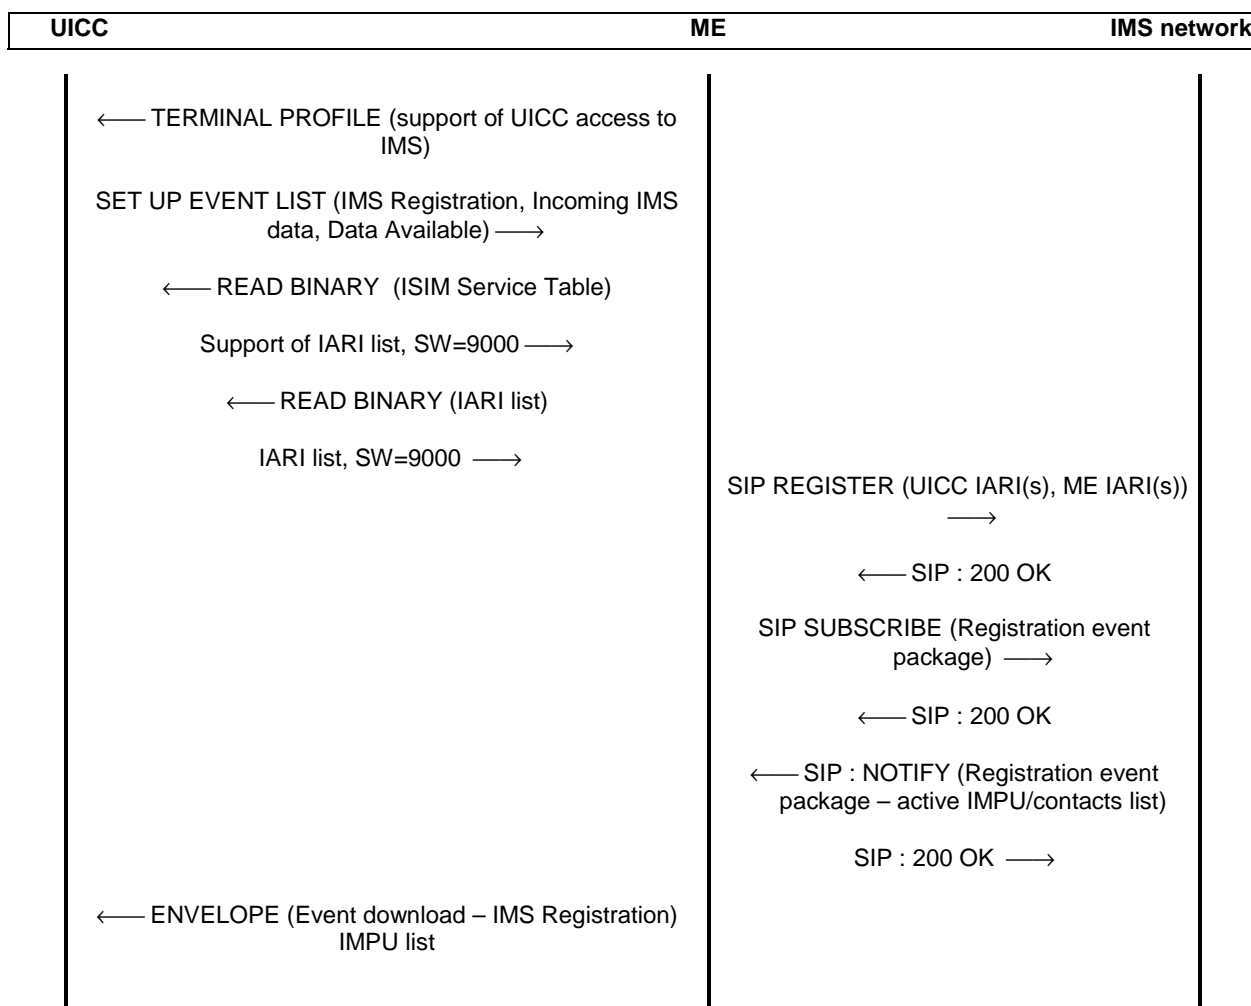 UICC ME IMS network
← TERMINAL PROFILE (support of UICC access to
IMS)
SET UP EVENT LIST (IMS Registration, Incoming IMS
data, Data Available) →
← READ BINARY (ISIM Service Table)
Support of IARI list, SW=9000 →
← READ BINARY (IARI list)
IARI list, SW=9000 →
SIP REGISTER (UICC IARI(s), ME IARI(s))
→
← SIP : 200 OK
SIP SUBSCRIBE (Registration event
package) →
← SIP : 200 OK
← SIP : NOTIFY (Registration event
package – active IMPU/contacts list)
SIP : 200 OK →
← ENVELOPE (Event download – IMS Registration)
IMPU list